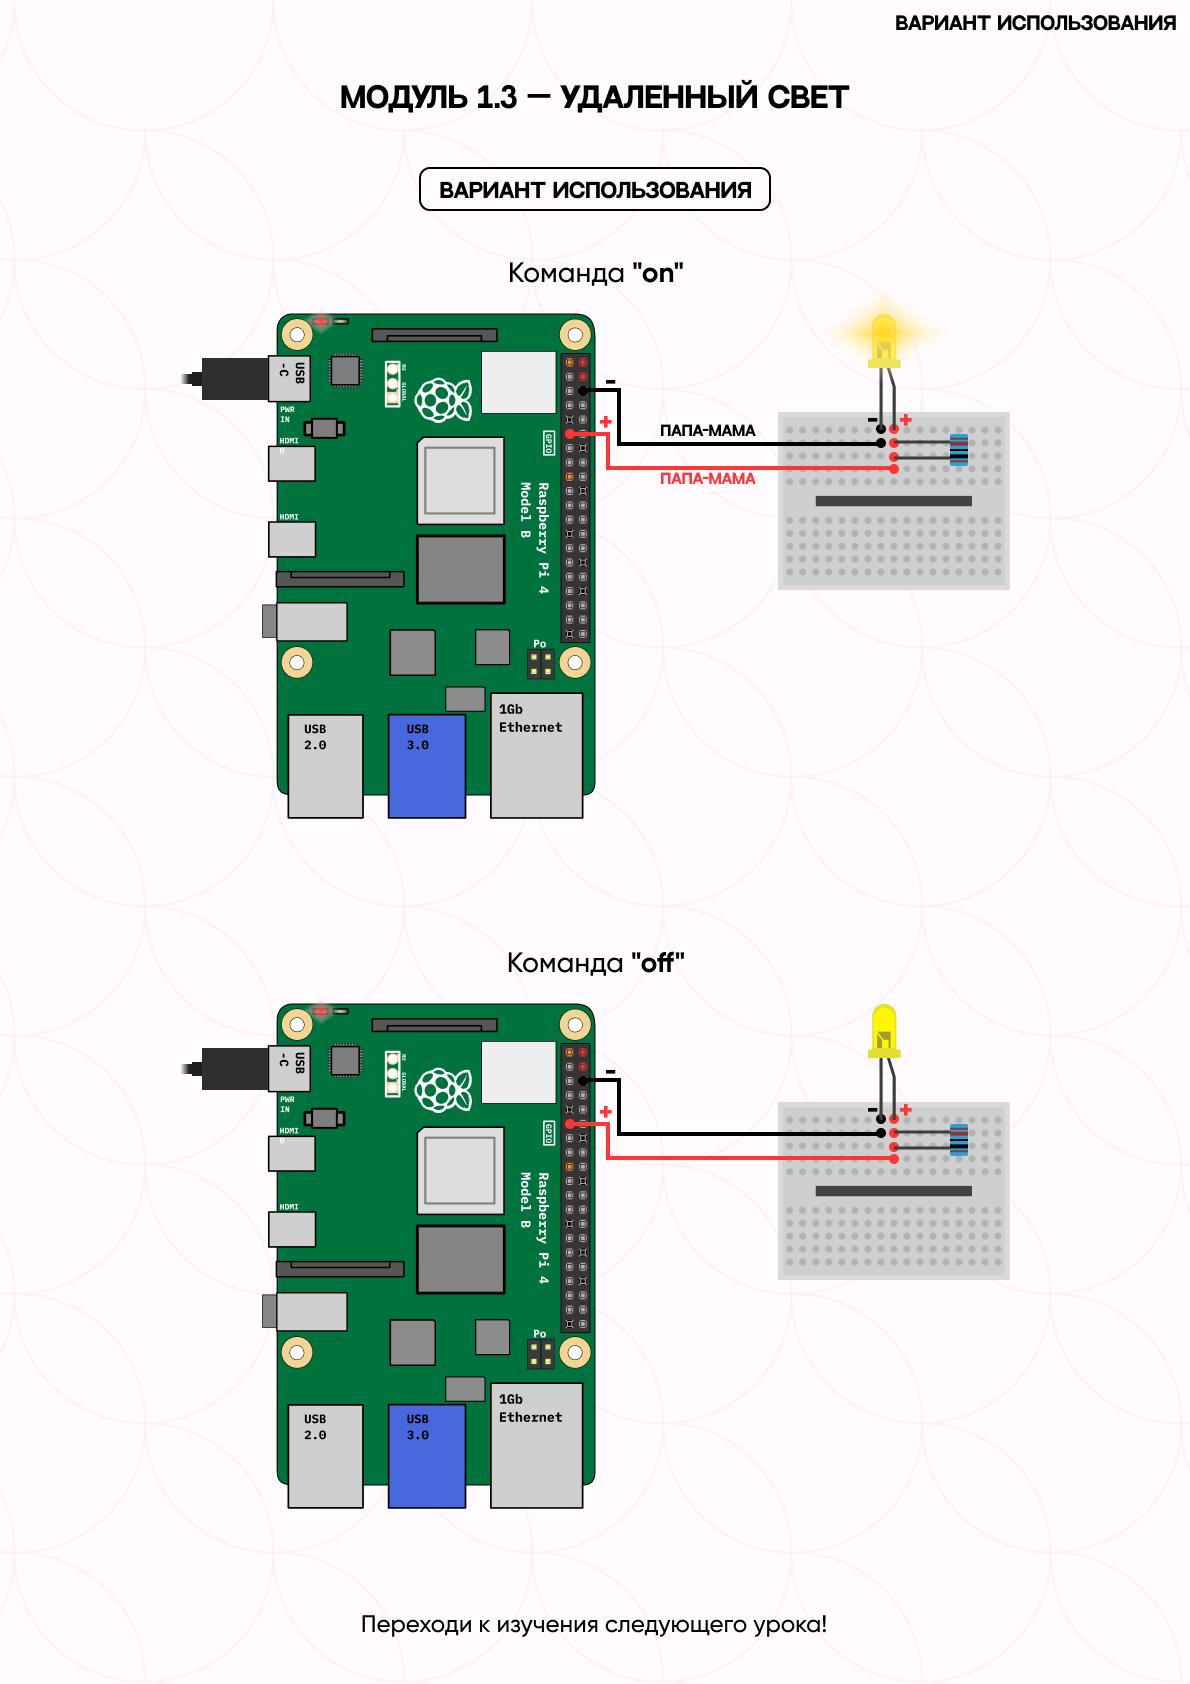 ВАРИАНТ ИСПОЛЬЗОВАНИЯ
МОДУЛЬ 1.3 — УДАЛЕННЫЙ СВЕТ
ВАРИАНТ ИСПОЛЬЗОВАНИЯ
Команда "on"
USB
-C
PWR
IN
HDMI
0
HDMI
GLOBAL
GPIO
Raspberry Pi 4
Model B
Po
USB
2.0
USB
3.0
1Gb
Ethernet
-
+
ПАПА-МАМА
ПАПА-МАМА
-
+
Команда "off"
USB
-C
PWR
IN
HDMI
0
HDMI
GLOBAL
GPIO
Raspberry Pi 4
Model B
Po
USB
2.0
USB
3.0
1Gb
Ethernet
-
+
-
+
Переходи к изучения следующего урока!